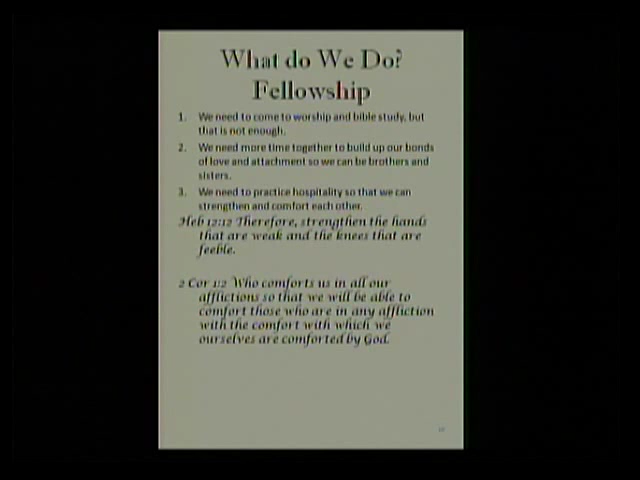 What do We Do?
Fellowship
1. We need to come to worship and bible study, but
that is not enough.
2. We need more time together to build up our bonds
of love and attachment so we can be brothers and
sisters.
3. We need to practice hospitality so that we can
strengthen and comfort each other.
Heb 12:12 Therefore, strengthen the hands
that are weak and the knees that are
feeble.
2 Cor 1:2 Who comforts us in all our
afflictions so that we will be able to
comfort those who are in any affliction
with the comfort with which we
ourselves are comforted by God.